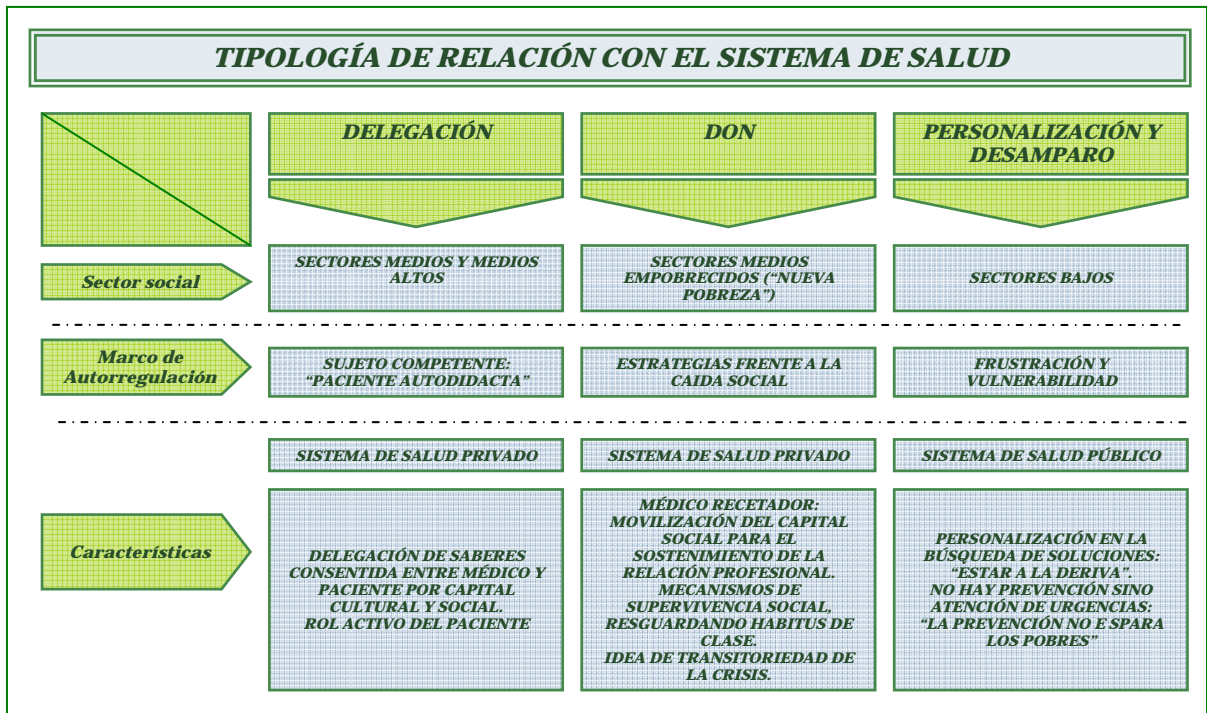 TIPOLOGÍA DE RELACIÓN CON EL SISTEMA DE SALUD
DELEGACIÓN
DON
PERSONALIZACIÓN Y
DESAMPARO
Sector social
SECTORES MEDIOS Y MEDIOS
ALTOS
SECTORES MEDIOS
EMPOBRECIDOS (“NUEVA
POBREZA”)
SECTORES BAJOS
Marco de
Autorregulación
SUJETO COMPETENTE:
“PACIENTE AUTODIDACTA”
ESTRATEGIAS FRENTE A LA
CAIDA SOCIAL
FRUSTRACIÓN Y
VULNERABILIDAD
Características
SISTEMA DE SALUD PRIVADO
DELEGACIÓN DE SABERES
CONSENTIDA ENTRE MÉDICO Y
PACIENTE POR CAPITAL
CULTURAL Y SOCIAL.
ROL ACTIVO DEL PACIENTE
SISTEMA DE SALUD PRIVADO
MÉDICO RECETADOR:
MOVILIZACIÓN DEL CAPITAL
SOCIAL PARA EL
SOSTENIMIENTO DE LA
RELACIÓN PROFESIONAL.
MECANISMOS DE
SUPERVIVENCIA SOCIAL,
RESGUARDANDO HABITUS DE
CLASE.
IDEA DE TRANSITORIEDAD DE
LA CRISIS.
SISTEMA DE SALUD PÚBLICO
PERSONALIZACIÓN EN LA
BÚSQUEDA DE SOLUCIONES:
“ESTAR A LA DERIVA”.
NO HAY PREVENCIÓN SINO
ATENCIÓN DE URGENCIAS:
“LA PREVENCIÓN NO E SPARA
LOS POBRES”